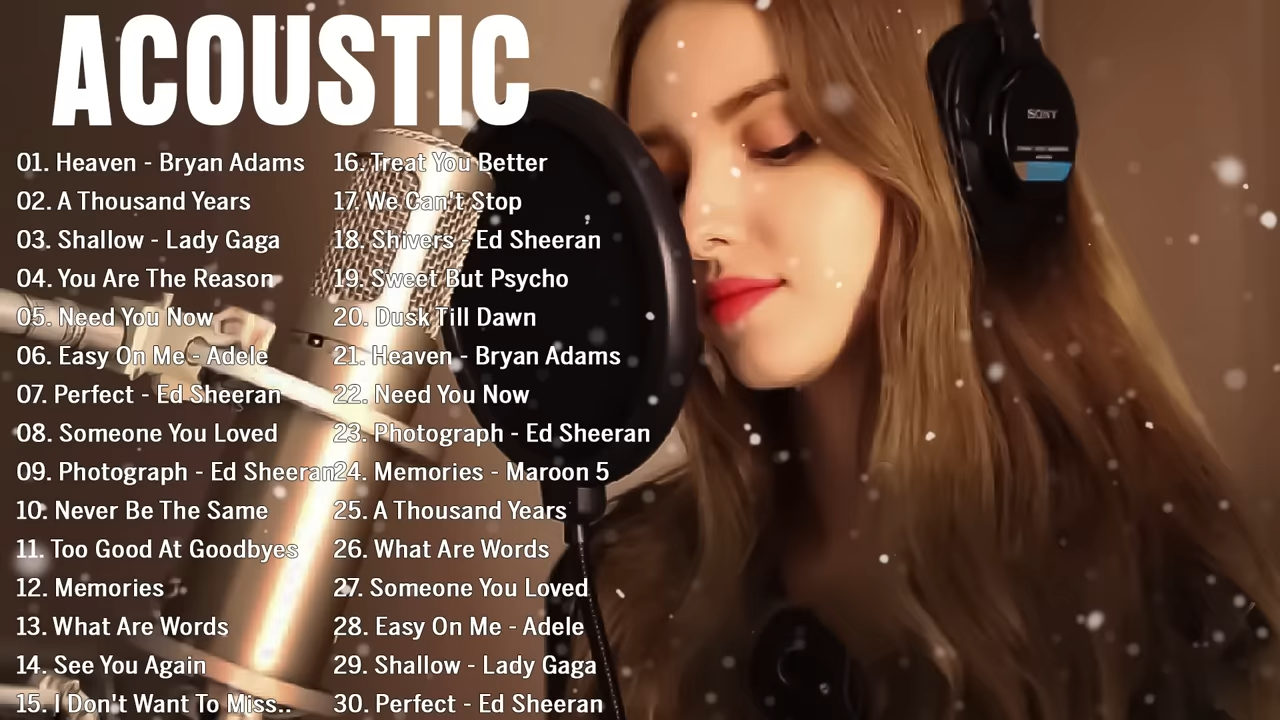 ACOUSTIC
01. Heaven - Bryan Adams
02. A Thousand Years
03. Shallow - Lady Gaga
04. You Are The Reason
05. Need You Now
06. Easy On Me - Adele
07. Perfect - Ed Sheeran
08. Someone You Loved
09. Photograph - Ed Sheeran
10. Never Be The Same
11. Too Good At Goodbyes
12. Memories
13. What Are Words
14. See You Again
15. I Don't Want To Miss..
16. Treat You Better
17. We Can't Stop
18. Shivers - Ed Sheeran
19. Sweet But Psycho
20. Dusk Till Dawn
21. Heaven - Bryan Adams
22. Need You Now
23. Photograph - Ed Sheeran
24. Memories - Maroon 5
25. A Thousand Years
26. What Are Words
27. Someone You Loved
28. Easy On Me - Adele
29. Shallow - Lady Gaga
30. Perfect - Ed Sheeran
SONY